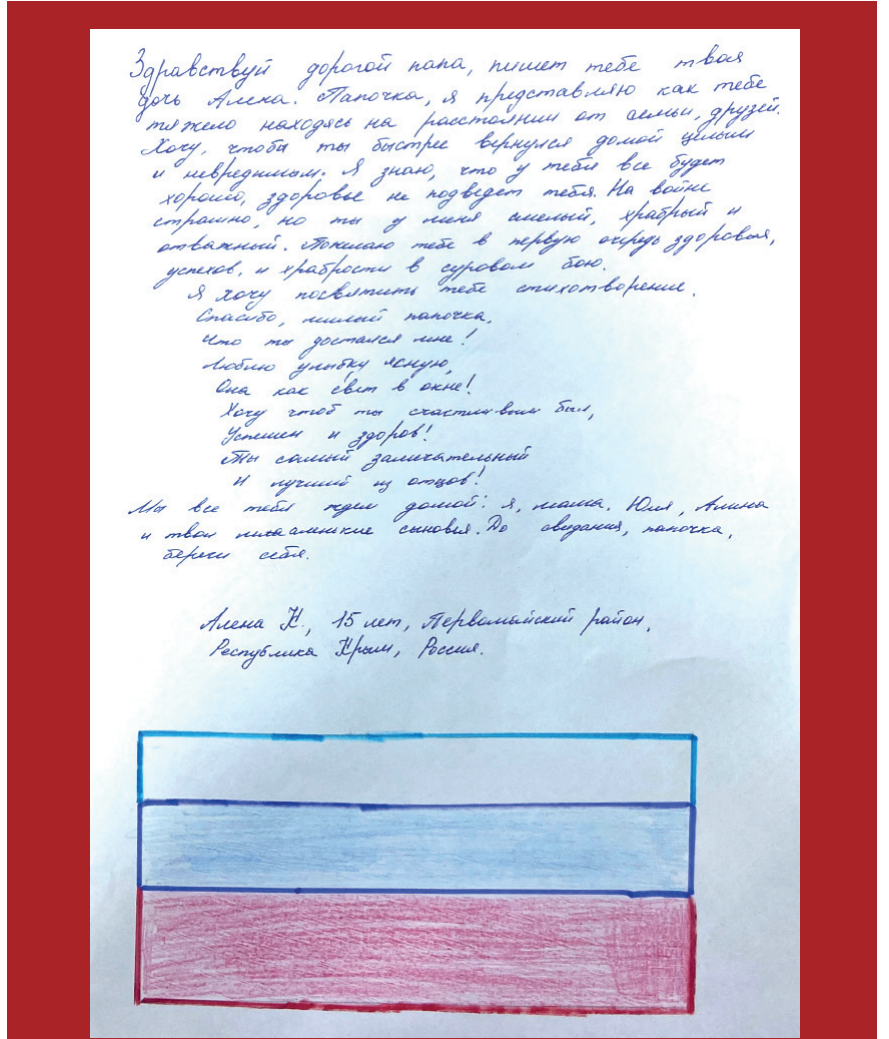 Здравствуй дорогой папа, пишет тебе твоя
дочь Алена. Папочка, я представляю как тебе
тяжело находясь на расстоянии от семьи, друзей.
Хочу, чтобы ты быстрее вернулся домой целым
и невредимым. Я знаю, что у тебя все будет
хорошо, здоровье не подведет тебя. На войне
страшно, но ты у меня смелый, храбрый и
отважный. Пожелаю тебе в первую очередь здоровья,
успехов, и храбрости в суровом бою.
Я хочу посвятить тебе стихотворение.
Спасибо, милый папочка,
Что ты достался мне!
Люблю улыбку ясную,
Она как свет в окне!
Хочу чтоб ты счастливым был,
Успешен и здоров!
Ты самый замечательный
И лучший из отцов!
Мы все тебя ждем домой: я, мама, Юля, Алина
и твои сыновья. До свидания, папочка,
береги себя.
Алена К., 15 лет, Первомайский район,
Республика Крым, Россия.